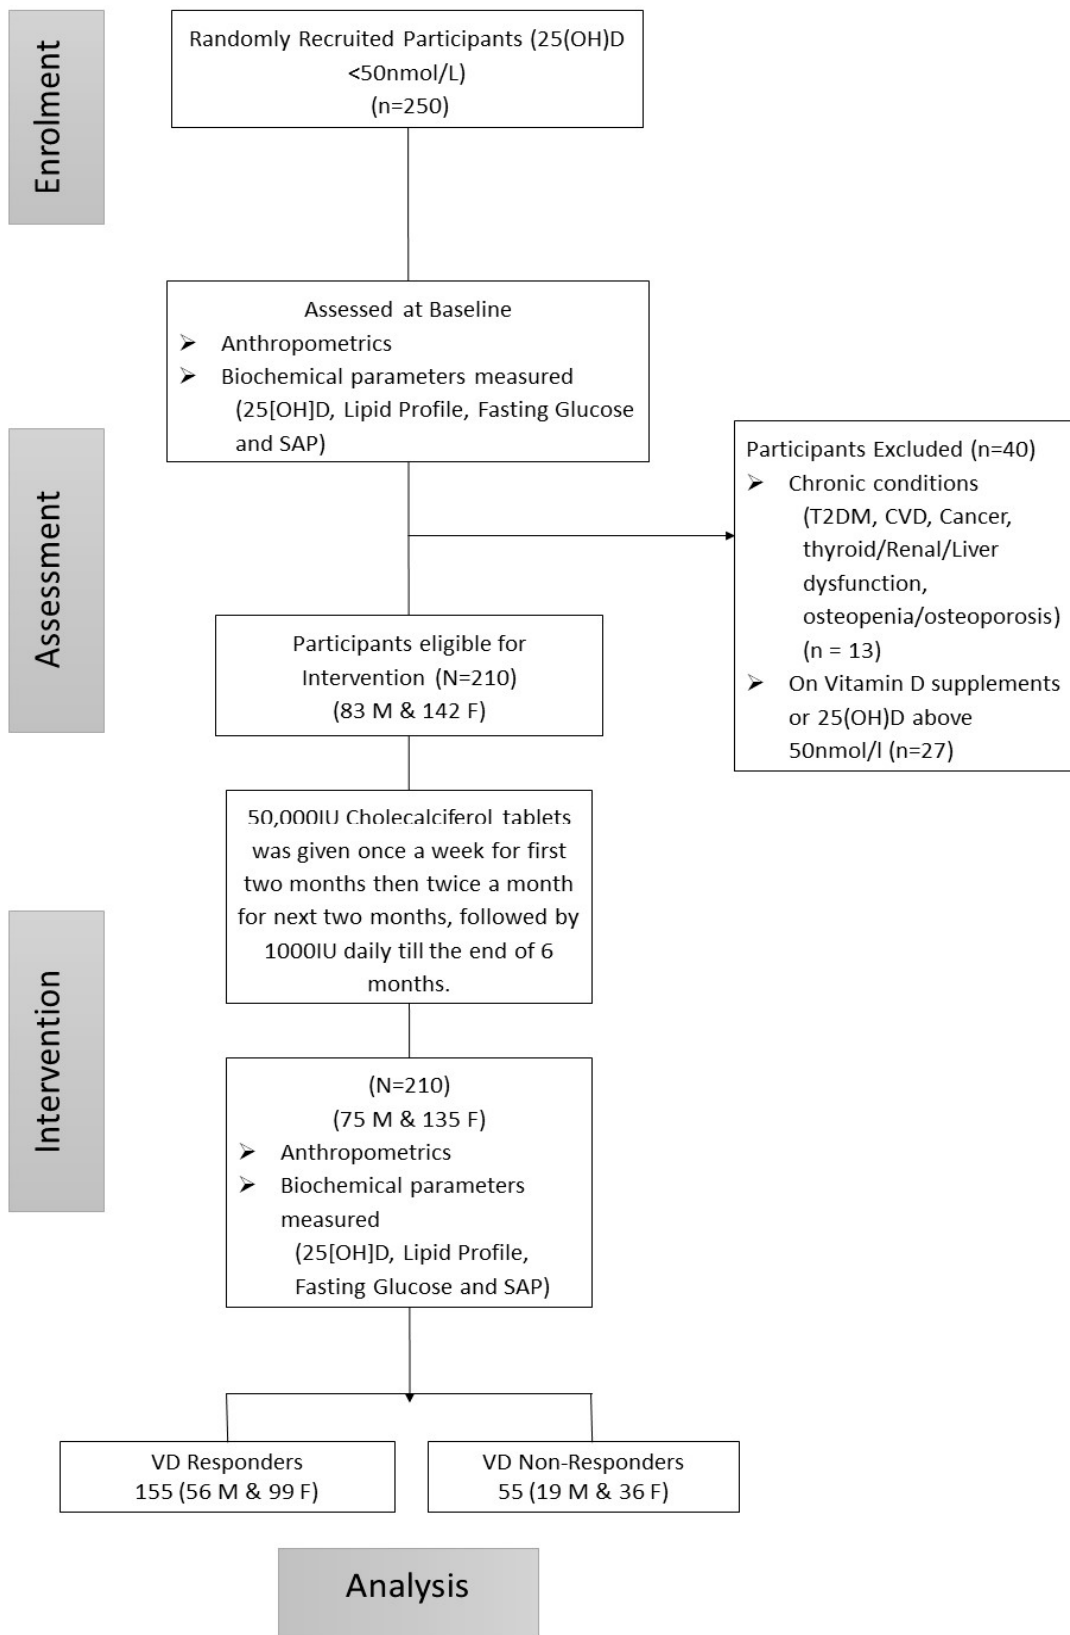 Enrolment
Randomly Recruited Participants (25(OH)D
<50nmol/L)
(n=250)
Assessed at Baseline
➢ Anthropometrics
➢ Biochemical parameters measured
(25[OH]D, Lipid Profile, Fasting Glucose
and SAP)
Assessment
Participants Excluded (n=40)
➢ Chronic conditions
(T2DM, CVD, Cancer,
thyroid/Renal/Liver
dysfunction,
osteopenia/osteoporosis)
(n = 13)
➢ On Vitamin D supplements
or 25(OH)D above
50nmol/l (n=27)
Participants eligible for
Intervention (N=210)
(83 M & 142 F)
50,000IU Cholecalciferol tablets
was given once a week for first
two months then twice a month
for next two months, followed by
1000IU daily till the end of 6
months.
Intervention
(N=210)
(75 M & 135 F)
➢ Anthropometrics
➢ Biochemical parameters
measured
(25[OH]D, Lipid Profile,
Fasting Glucose and SAP)
VD Responders
155 (56 M & 99 F)
VD Non-Responders
55 (19 M & 36 F)
Analysis